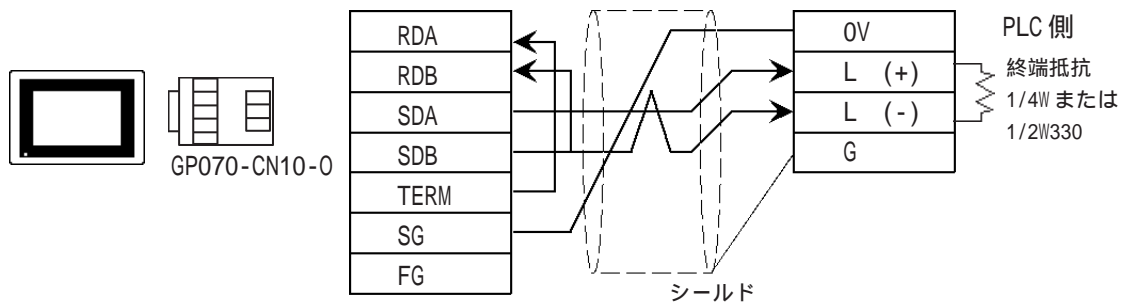 GP070-CN10-O
RDA
RDB
SDA
SDB
TERM
SG
FG
シールド
0V
L (+)
L (-)
G
PLC 側
終端抵抗
1/4W または
1/2W330